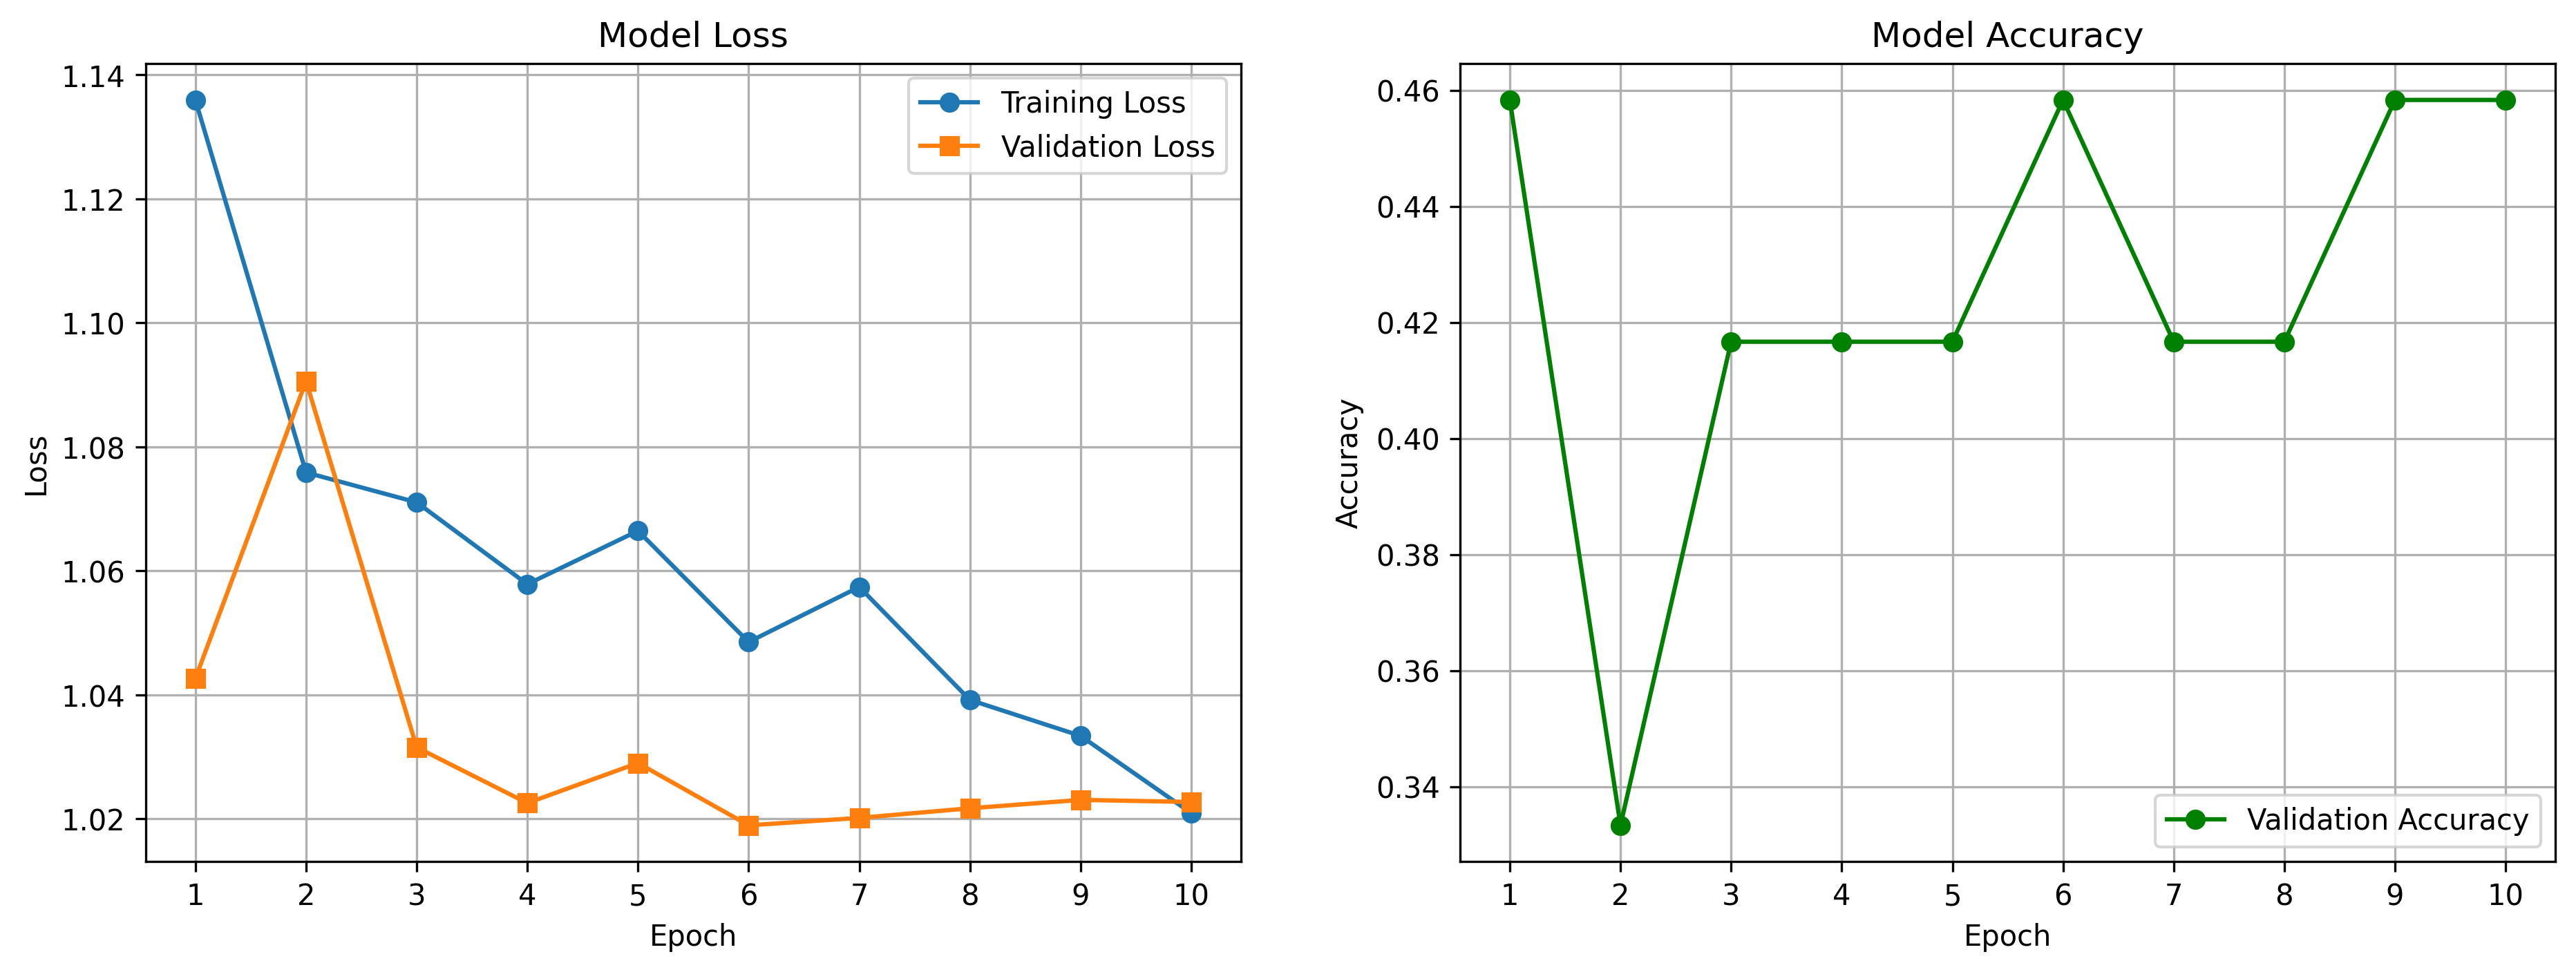 Model Loss
1.14
1.12
1.10
1.08
1.06
1.04
1.02
Loss
Training Loss
Validation Loss
1 2 3 4 5 6 7 8 9 10
Epoch
Model Accuracy
0.46
0.44
0.42
0.40
0.38
0.36
0.34
Accuracy
Validation Accuracy
1 2 3 4 5 6 7 8 9 10
Epoch